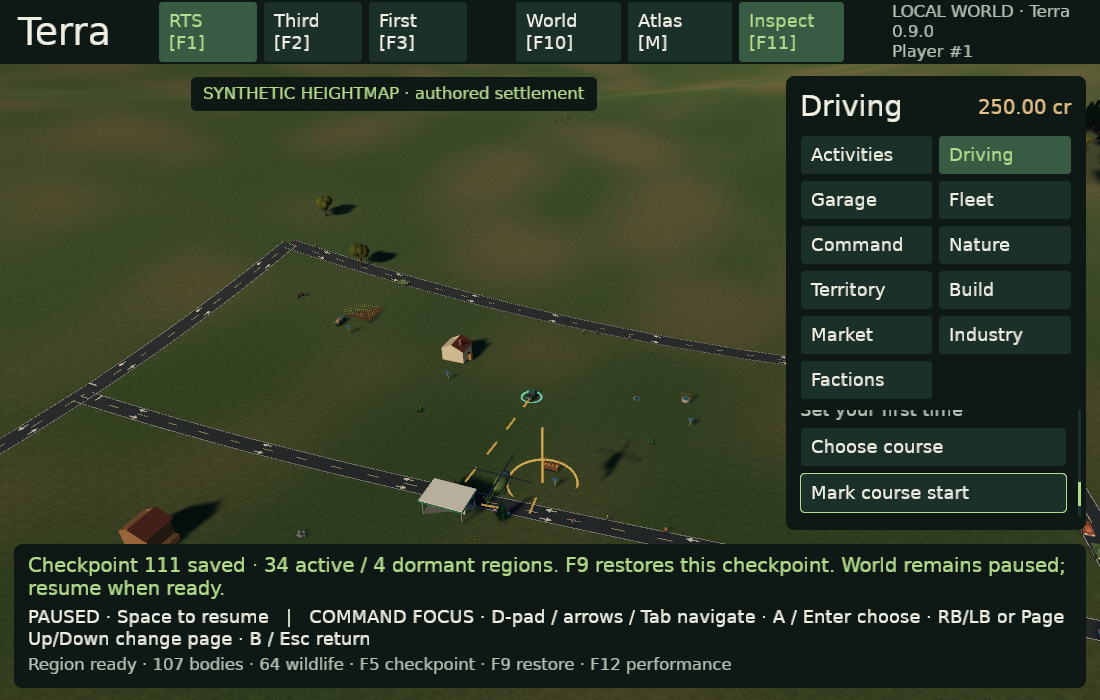 Terra
RTS
[F1]
Third
[F2]
First
[F3]
World
[F10]
Atlas
[M]
Inspect
[F11]
LOCAL WORLD · Terra
0.9.0
Player #1
SYNTHETIC HEIGHTMAP · authored settlement
Driving 250.00 cr
Activities Driving
Garage Fleet
Command Nature
Territory Build
Market Industry
Factions
Set your first time
Choose course
Mark course start
Checkpoint 111 saved · 34 active / 4 dormant regions. F9 restores this checkpoint. World remains paused;
resume when ready.
PAUSED · Space to resume | COMMAND FOCUS · D-pad / arrows / Tab navigate · A / Enter choose · RB/LB or Page
Up/Down change page · B / Esc return
Region ready · 107 bodies · 64 wildlife · F5 checkpoint · F9 restore · F12 performance